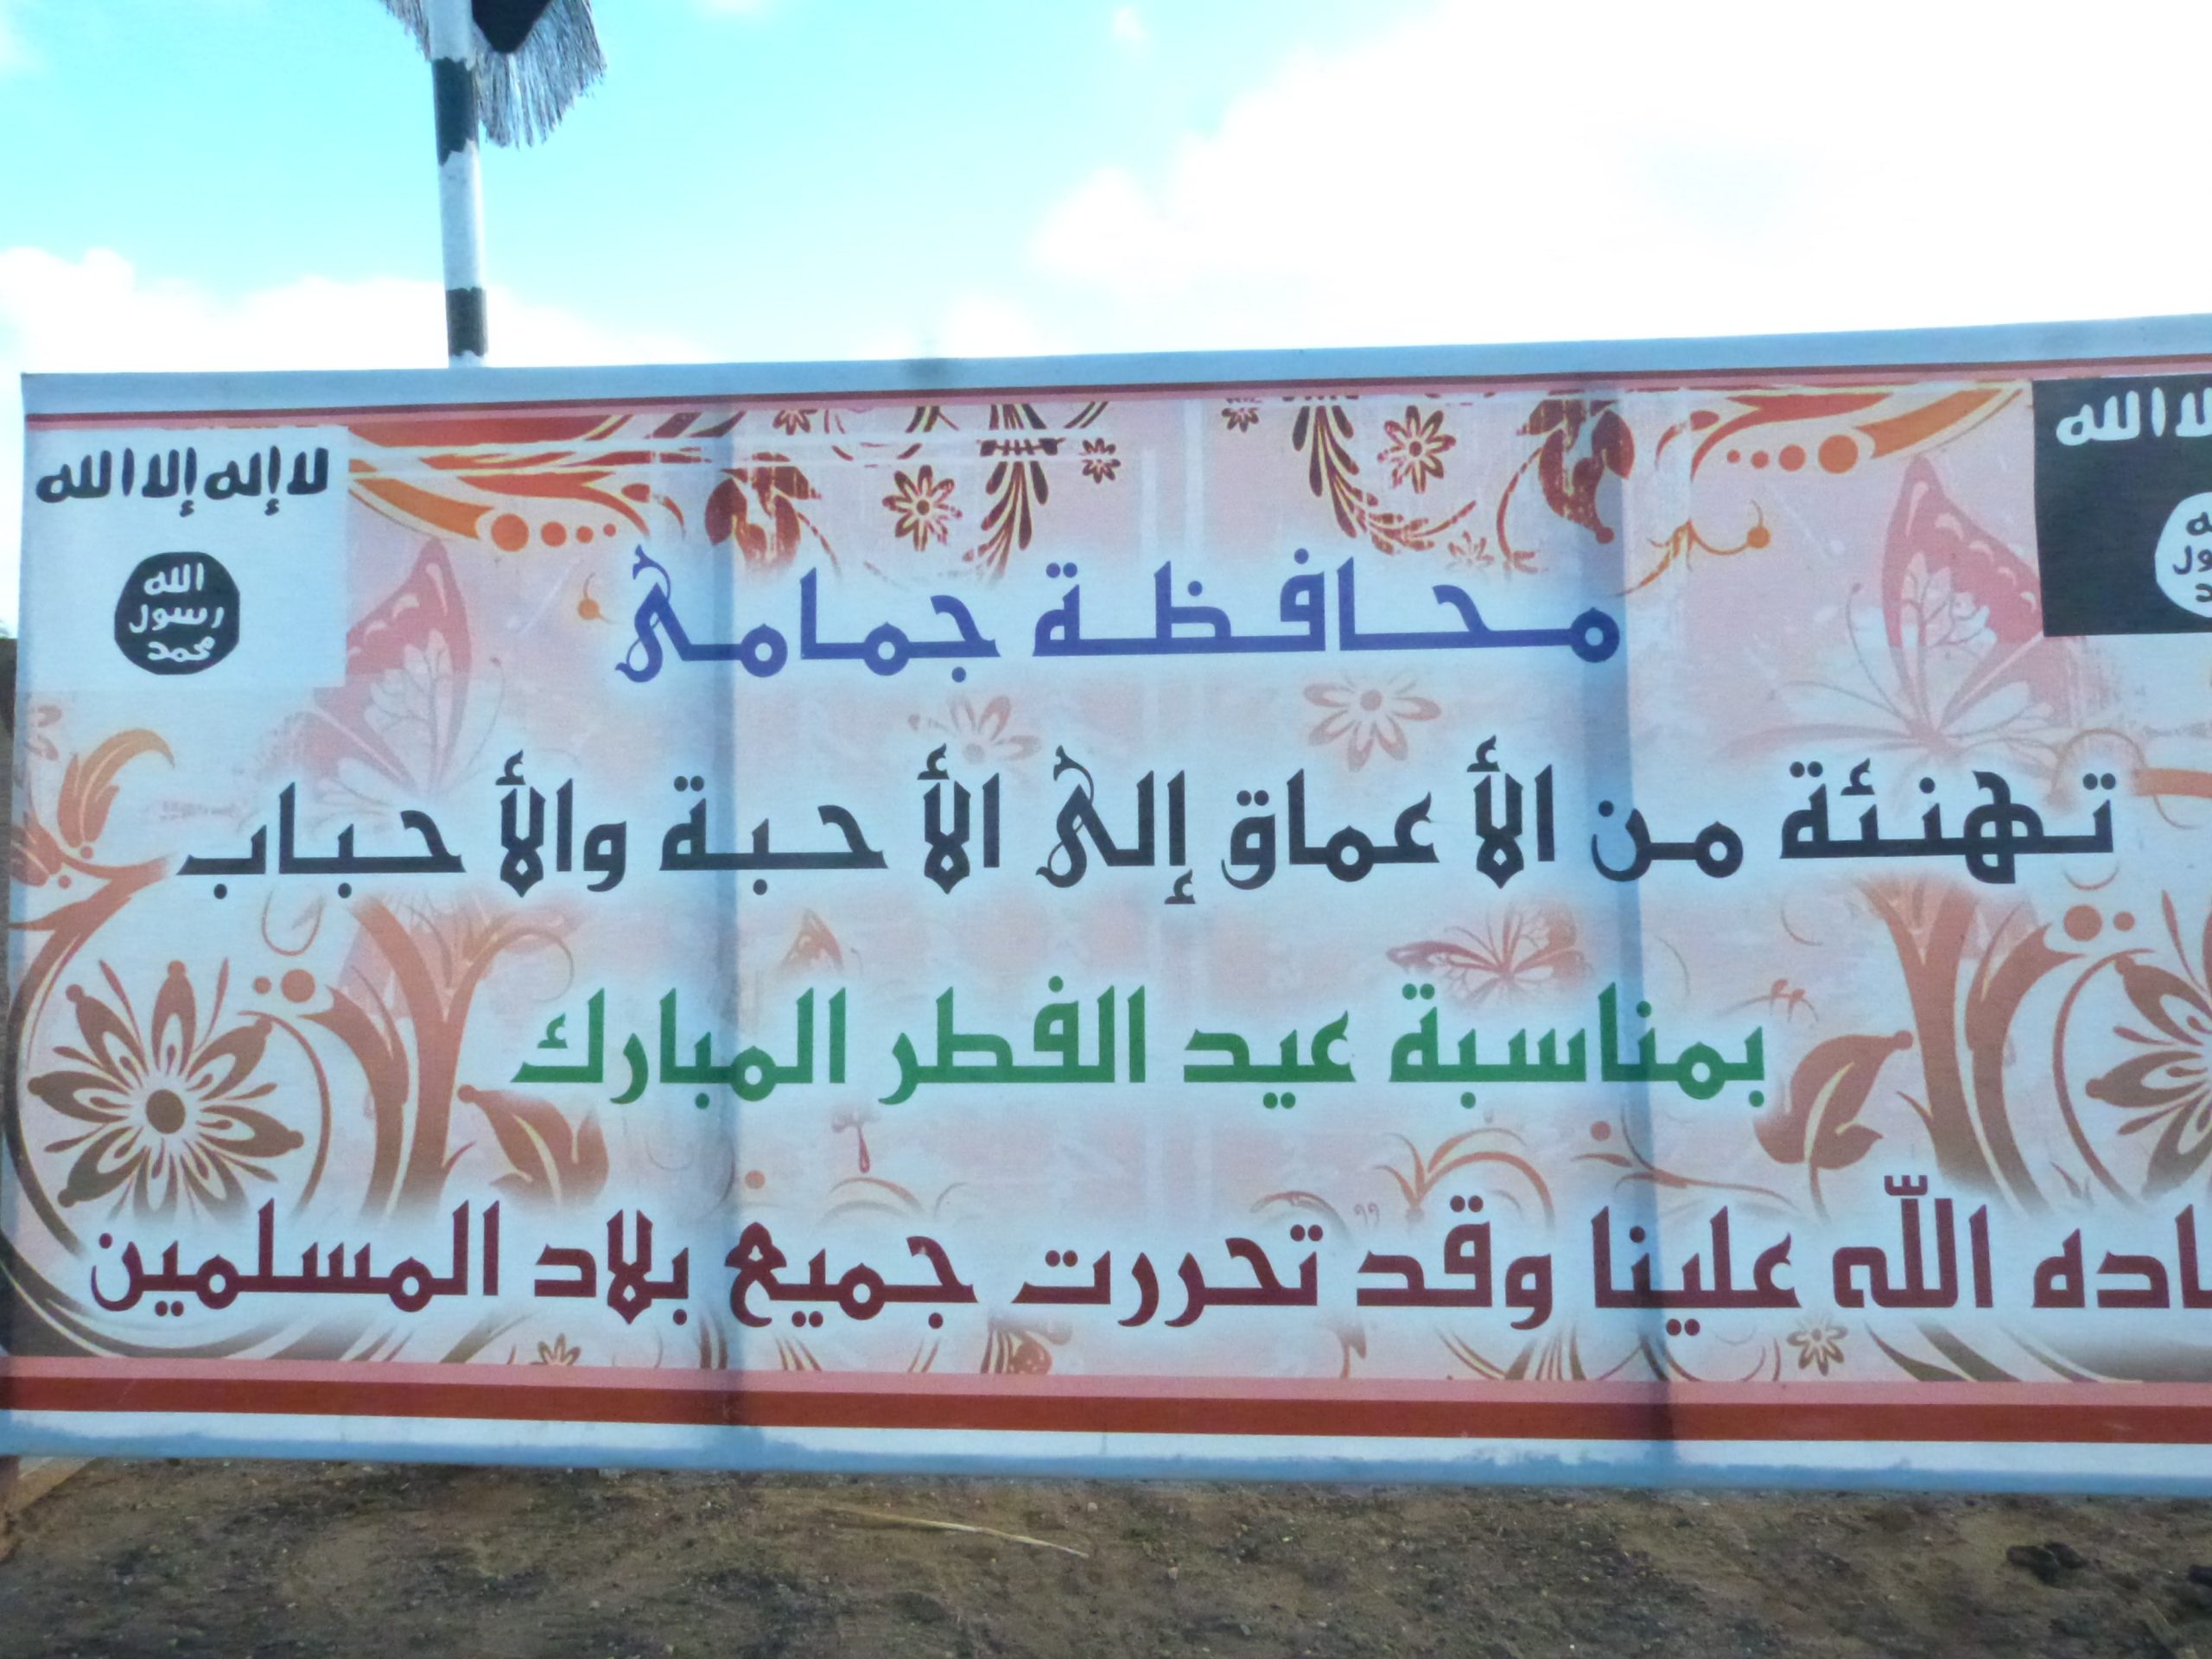 لا إله إلا الله
الله
رسول
محمد
محافظة جمامى
تهنئة من الأعماق إلى الأحبة والأحباب
بمناسبة عيد الفطر المبارك
الله علينا وقد تحررت جميع بلاد المسلمين